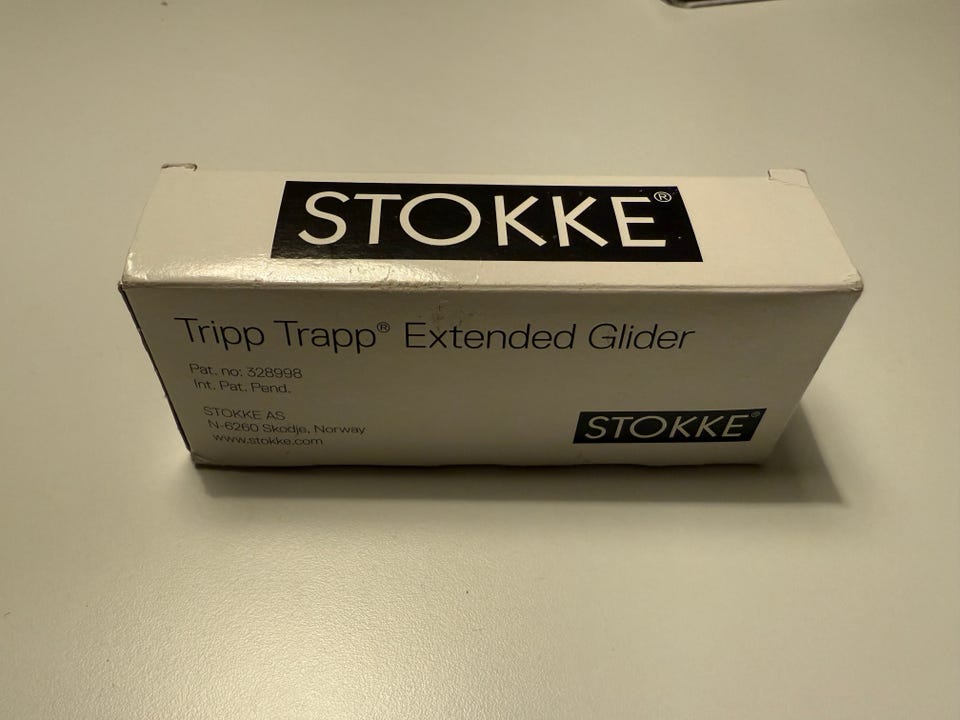 STOKKE®
Tripp Trapp® Extended Glider
Pat. no: 328998
Int. Pat. Pend.
STOKKE AS
N-6260 Skodje, Norway
www.stokke.com
STOKKE®